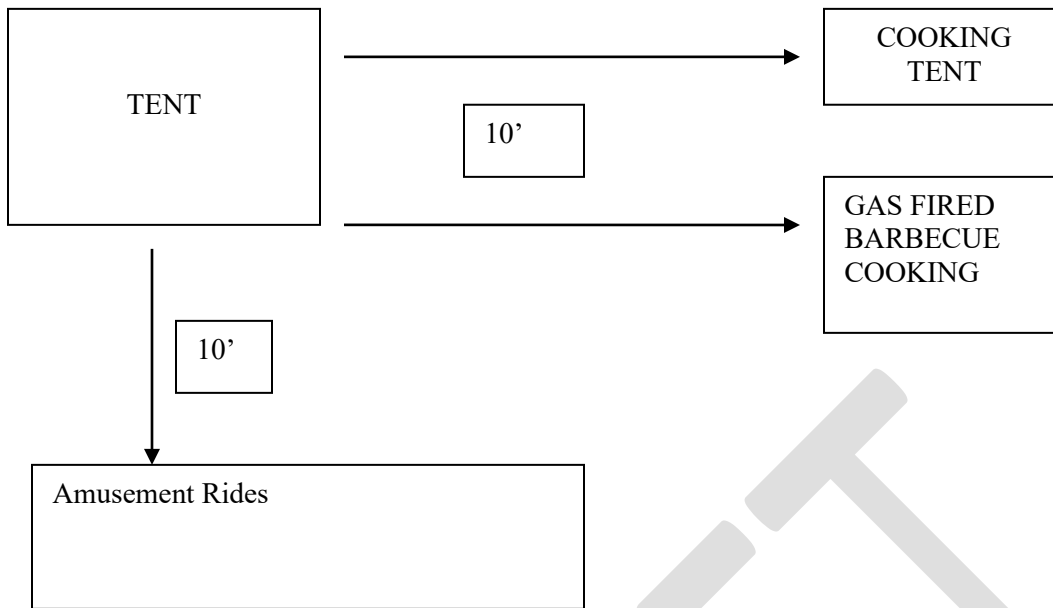 TENT
COOKING
TENT
10’
GAS FIRED
BARBECUE
COOKING
10’
Amusement Rides